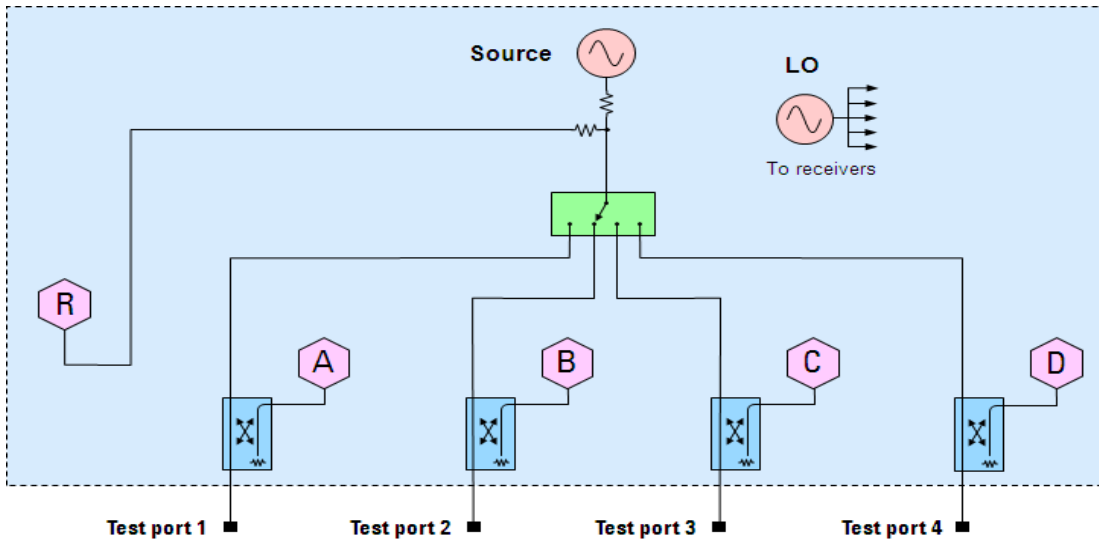 Source
LO
To receivers
R
A
B
C
D
Test port 1
Test port 2
Test port 3
Test port 4